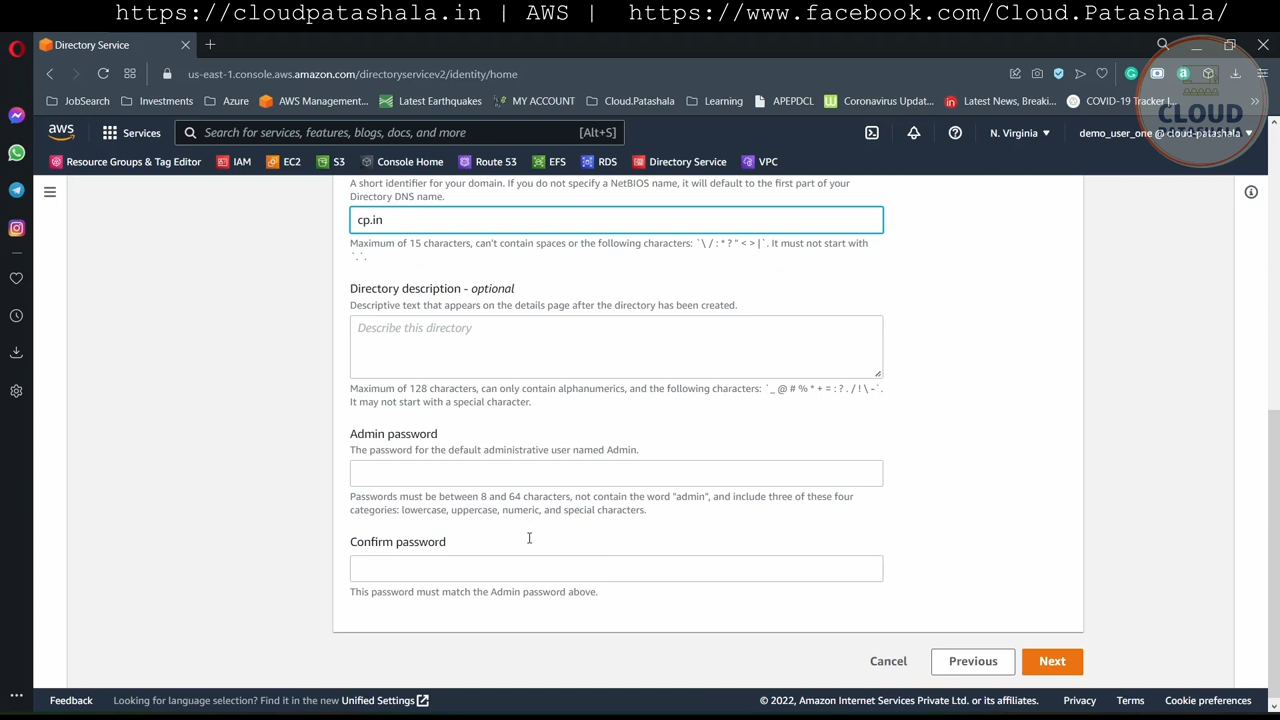 https://cloudpatashala.in | AWS | https://www.facebook.com/Cloud.Patashala/
Directory Service
us-east-1.console.aws.amazon.com/directoryservicev2/identity/home
JobSearch Investments Azure AWS Management... Latest Earthquakes MY ACCOUNT Cloud.Patashala Learning APEPDCL Coronavirus Updat... Latest News, Breaki... COVID-19 Tracker |...
CLOUD
PATASHALA
aws Services Search for services, features, blogs, docs, and more [Alt+S] N. Virginia demo_user_one @ cloud-patashala
Resource Groups & Tag Editor IAM EC2 S3 Console Home Route 53 EFS RDS Directory Service VPC
A short identifier for your domain. If you do not specify a NetBIOS name, it will default to the first part of your
Directory DNS name.
cp.in
Maximum of 15 characters, can't contain spaces or the following characters: `\ / : * ? " < > |`. It must not start with
`.`.
Directory description - optional
Descriptive text that appears on the details page after the directory has been created.
Describe this directory
Maximum of 128 characters, can only contain alphanumerics, and the following characters: `_ @ # % * + = : ? . / ! \ -`.
It may not start with a special character.
Admin password
The password for the default administrative user named Admin.
Passwords must be between 8 and 64 characters, not contain the word "admin", and include three of these four
categories: lowercase, uppercase, numeric, and special characters.
Confirm password
This password must match the Admin password above.
Cancel Previous Next
Feedback Looking for language selection? Find it in the new Unified Settings © 2022, Amazon Internet Services Private Ltd. or its affiliates. Privacy Terms Cookie preferences